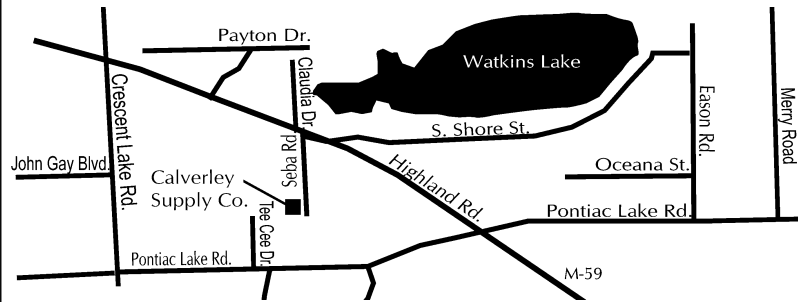 Payton Dr.
Watkins Lake
Claudia Dr.
Crescent Lake Rd.
Eason Rd.
Merry Road
S. Shore St.
Seba Rd
John Gay Blvd.
Highland Rd.
Oceana St.
Calverley
Supply Co.
Tee Cee Dr.
Pontiac Lake Rd.
Pontiac Lake Rd.
M-59